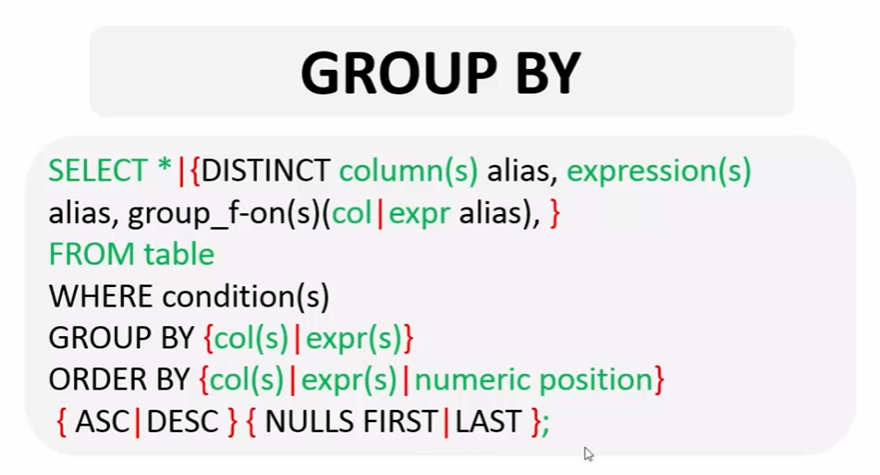 GROUP BY
SELECT *|{DISTINCT column(s) alias, expression(s)
alias, group_f-on(s)(col|expr alias), }
FROM table
WHERE condition(s)
GROUP BY {col(s)|expr(s)}
ORDER BY {col(s)|expr(s)|numeric position}
{ ASC|DESC } { NULLS FIRST|LAST };